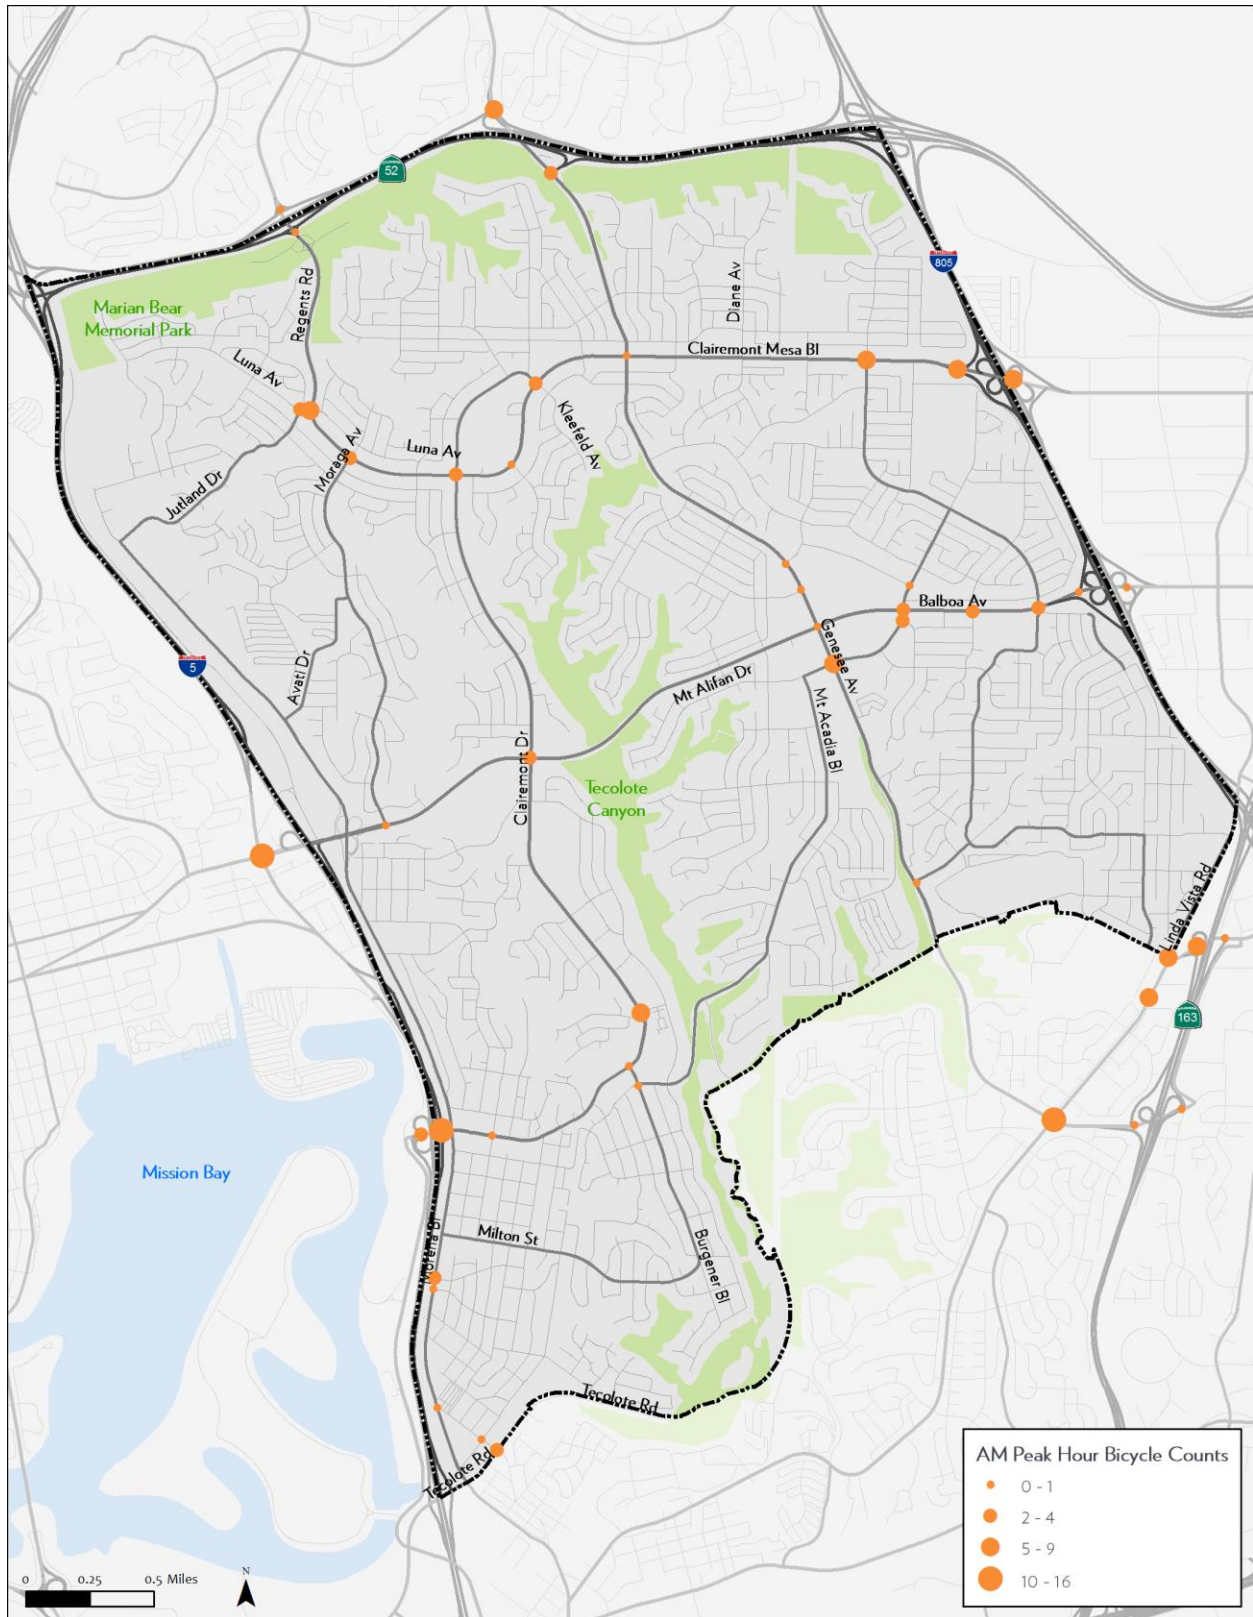 52
805
Marian Bear
Memorial Park
Regents Rd
Diane Av
Clairemont Mesa Bl
Luna Av
Kleefeld Av
Luna Av
Moraga Av
Jutland Dr
Balboa Av
Genesee Av
5
Avati Dr
Mt Alifan Dr
Mt Acadia Bl
Clairemont Dr
Tecolote
Canyon
Linda Vista Rd
163
Mission Bay
Morena Bl
Milton St
Burgener Bl
Tecolote Rd
Tecolote Rd
AM Peak Hour Bicycle Counts
0 - 1
2 - 4
5 - 9
10 - 16
0 0.25 0.5 Miles
N